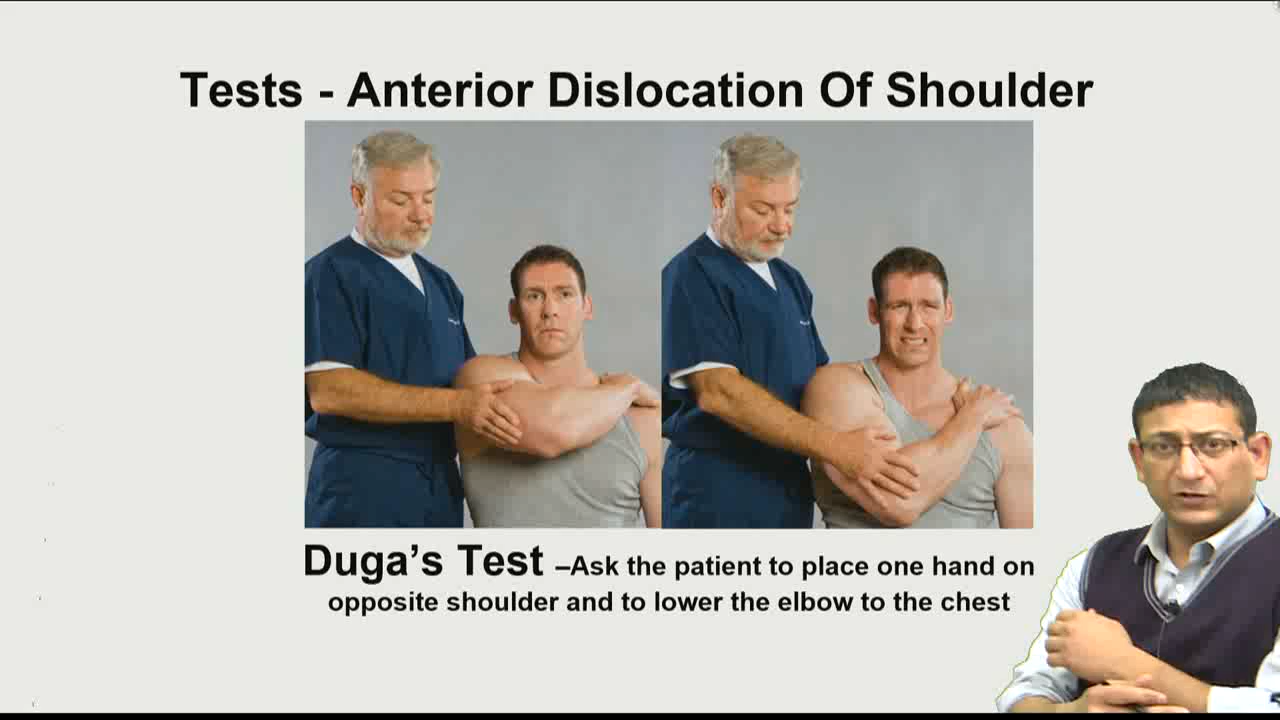 Tests - Anterior Dislocation Of Shoulder
Duga's Test –Ask the patient to place one hand on
opposite shoulder and to lower the elbow to the chest